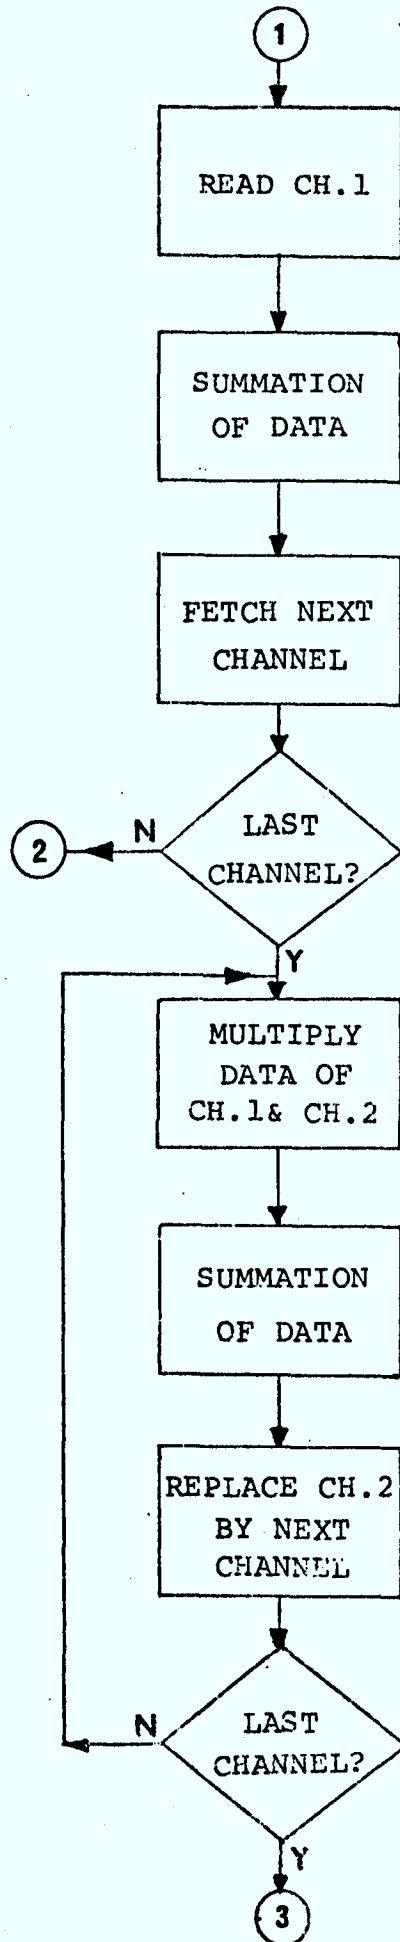 1
READ CH.1
SUMMATION
OF DATA
FETCH NEXT
CHANNEL
LAST
CHANNEL?
N
2
Y
MULTIPLY
DATA OF
CH.1& CH.2
SUMMATION
OF DATA
REPLACE CH.2
BY NEXT
CHANNEL
LAST
CHANNEL?
N
Y
3